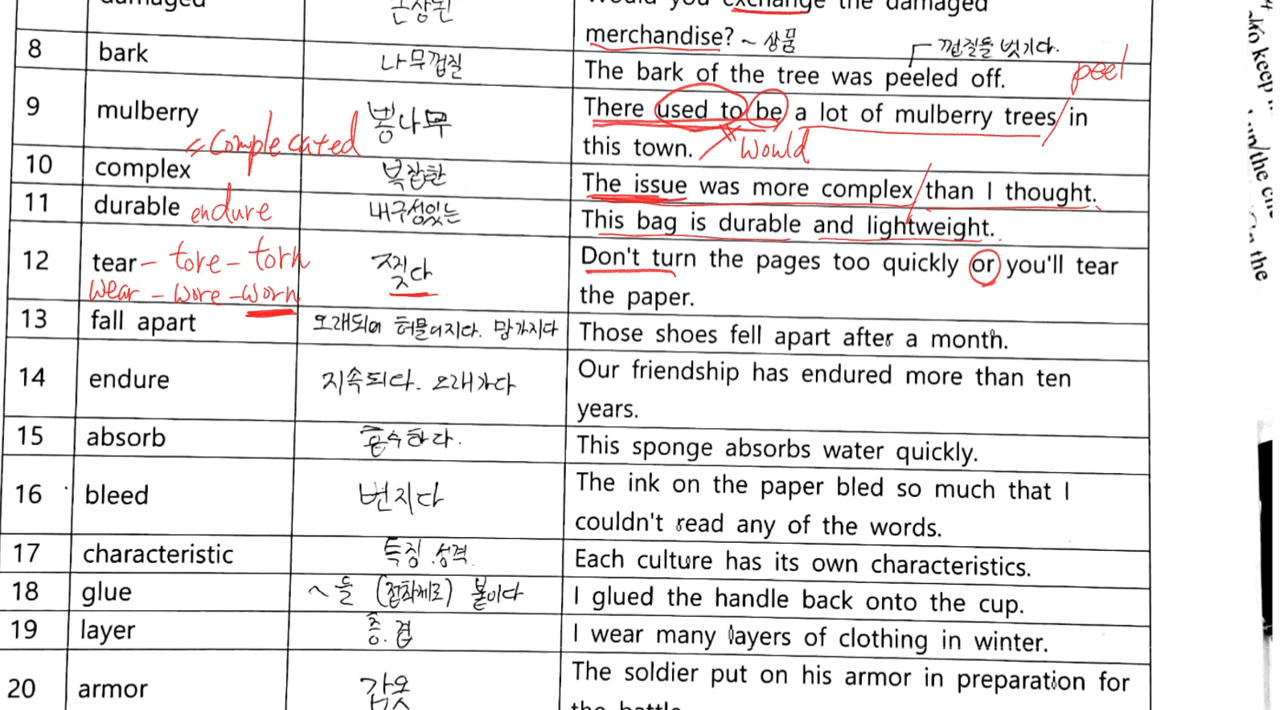 damaged 손상된 Would you exchange the damaged
merchandise? ~ 상품
껍질을 벗기다.
8 bark 나무껍질 The bark of the tree was peeled off. peel
9 mulberry 뽕나무 There used to be a lot of mulberry trees / in
this town. would
= Complecated
10 complex 복잡한 The issue was more complex / than I thought.
11 durable endure 내구성있는 This bag is durable and lightweight.
12 tear - tore - torn 찢다 Don't turn the pages too quickly or you'll tear
wear - wore - worn the paper.
13 fall apart 오래되어 허물어지다. 망가지다 Those shoes fell apart after a month.
14 endure 지속되다. 오래가다 Our friendship has endured more than ten
years.
15 absorb 흡수하다. This sponge absorbs water quickly.
16 bleed 번지다 The ink on the paper bled so much that I
couldn't read any of the words.
17 characteristic 특징. 성격. Each culture has its own characteristics.
18 glue ~을 (접착제로) 붙이다 I glued the handle back onto the cup.
19 layer 층. 겹 I wear many layers of clothing in winter.
20 armor 갑옷 The soldier put on his armor in preparation for
the battle.
keep
the